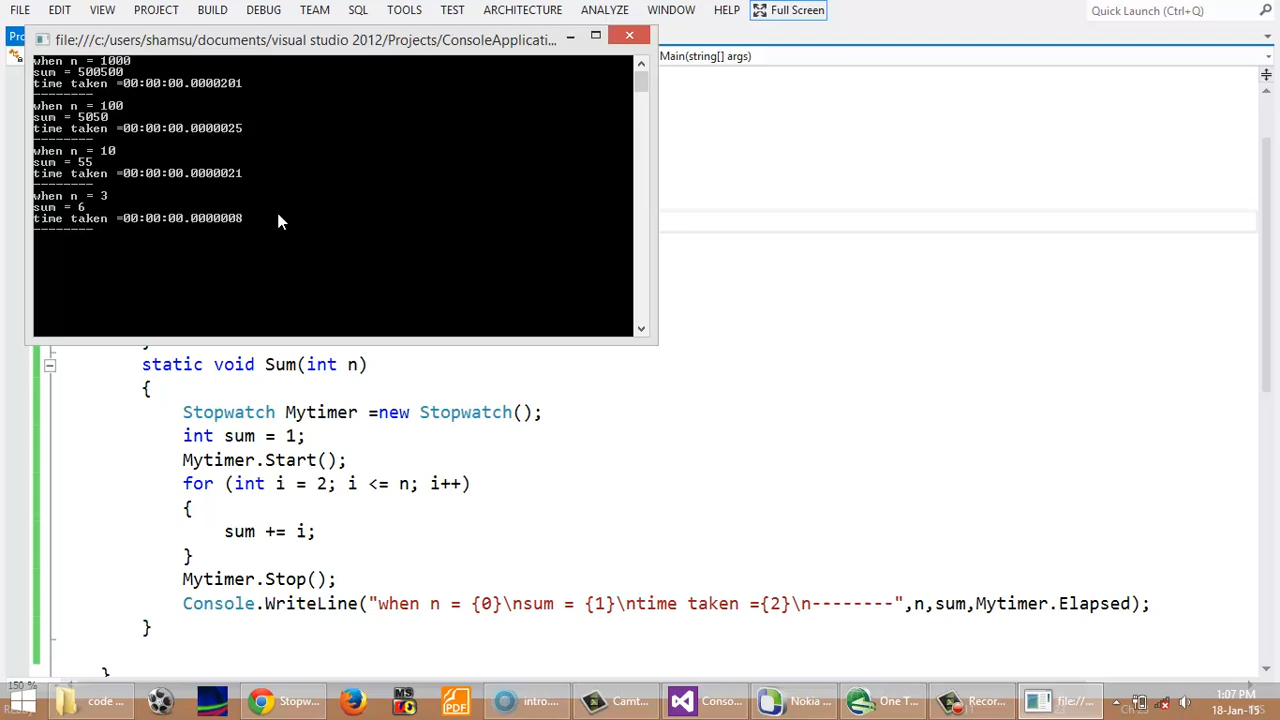 FILE EDIT VIEW PROJECT BUILD DEBUG TEAM SQL TOOLS TEST ARCHITECTURE ANALYZE WINDOW HELP Full Screen Quick Launch (Ctrl+Q)
file:///c:/users/shamsu/documents/visual studio 2012/Projects/ConsoleApplicati...
Main(string[] args)
when n = 1000
sum = 500500
time taken =00:00:00.0000201
--------
when n = 100
sum = 5050
time taken =00:00:00.0000025
--------
when n = 10
sum = 55
time taken =00:00:00.0000021
--------
when n = 3
sum = 6
time taken =00:00:00.0000008
--------
static void Sum(int n)
{
Stopwatch Mytimer =new Stopwatch();
int sum = 1;
Mytimer.Start();
for (int i = 2; i <= n; i++)
{
sum += i;
}
Mytimer.Stop();
Console.WriteLine("when n = {0}\nsum = {1}\ntime taken ={2}\n--------",n,sum,Mytimer.Elapsed);
}
}
150 %
code ... Stopw... intro.... Camt... Conso... Nokia ... One T... Recor... file://... 1:07 PM
18-Jan-15